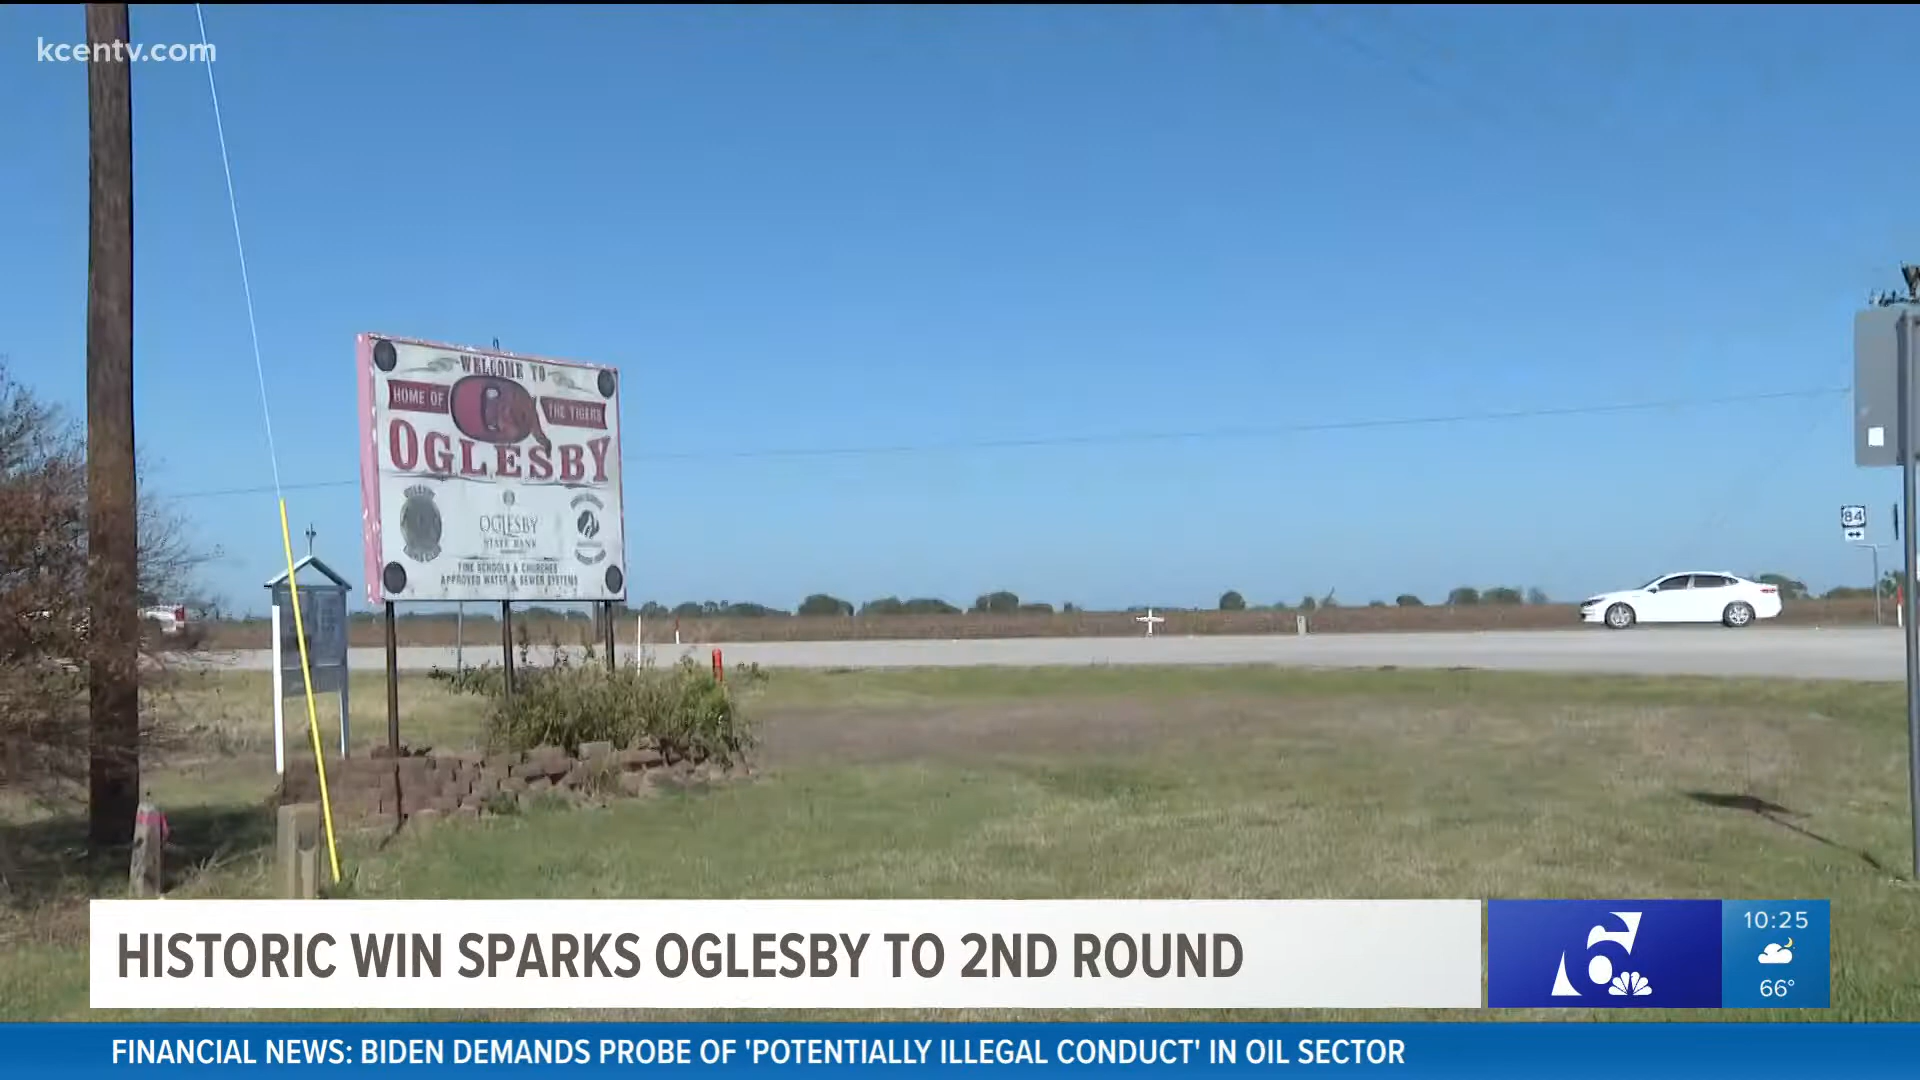 kcentv.com
WELCOME TO
HOME OF
THE TIGERS
OGLESBY
OGLESBY
STATE BANK
FINE SCHOOLS & CHURCHES
APPROVED WATER & SEWER SYSTEMS
84
HISTORIC WIN SPARKS OGLESBY TO 2ND ROUND
10:25
66°
FINANCIAL NEWS: BIDEN DEMANDS PROBE OF 'POTENTIALLY ILLEGAL CONDUCT' IN OIL SECTOR